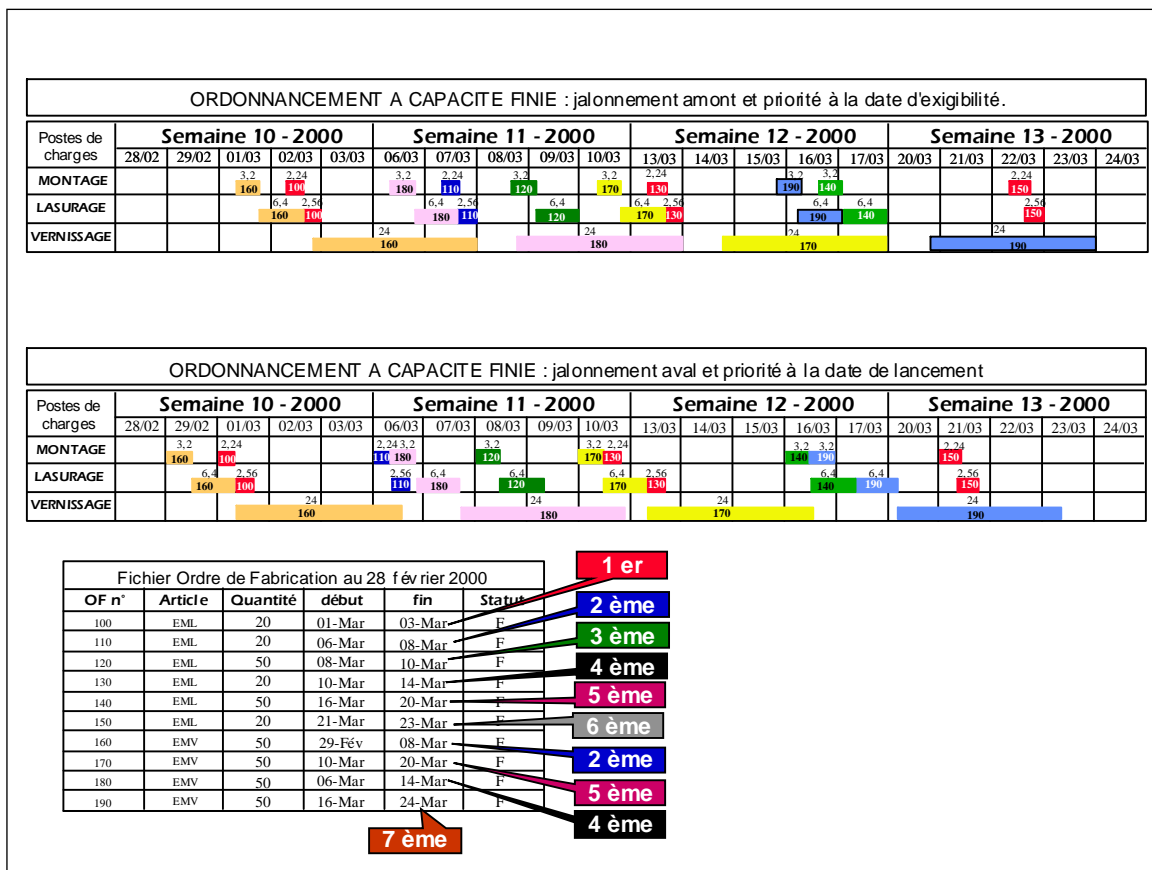 ORDONNANCEMENT A CAPACITE FINIE : jalonnement amont et priorité à la date d'exigibilité.
Postes de charges Semaine 10 - 2000 Semaine 11 - 2000 Semaine 12 - 2000 Semaine 13 - 2000
28/02 29/02 01/03 02/03 03/03 06/03 07/03 08/03 09/03 10/03 13/03 14/03 15/03 16/03 17/03 20/03 21/03 22/03 23/03 24/03
3,2 2,24 3,2 2,24 3,2 3,2 2,24 3,2 3,2 2,24
MONTAGE 160 100 180 110 120 170 130 190 140 150
6,4 2,56 6,4 2,56 6,4 6,4 2,56 6,4 6,4 2,56
LASURAGE 160 100 180 110 120 170 130 190 140 150
24 24 24 24
VERNISSAGE 160 180 170 190
ORDONNANCEMENT A CAPACITE FINIE : jalonnement aval et priorité à la date de lancement
Postes de charges Semaine 10 - 2000 Semaine 11 - 2000 Semaine 12 - 2000 Semaine 13 - 2000
28/02 29/02 01/03 02/03 03/03 06/03 07/03 08/03 09/03 10/03 13/03 14/03 15/03 16/03 17/03 20/03 21/03 22/03 23/03 24/03
3,2 2,24 2,24 3,2 3,2 3,2 2,24 3,2 3,2 2,24
MONTAGE 160 100 110 180 120 170 130 140 190 150
6,4 2,56 2,56 6,4 6,4 6,4 2,56 6,4 6,4 2,56
LASURAGE 160 100 110 180 120 170 130 140 190 150
24 24 24 24
VERNISSAGE 160 180 170 190
Fichier Ordre de Fabrication au 28 février 2000
OF n° Article Quantité début fin Statut
100 EML 20 01-Mar 03-Mar F
110 EML 20 06-Mar 08-Mar F
120 EML 50 08-Mar 10-Mar F
130 EML 20 10-Mar 14-Mar F
140 EML 50 16-Mar 20-Mar F
150 EML 20 21-Mar 23-Mar F
160 EMV 50 29-Fév 08-Mar F
170 EMV 50 10-Mar 20-Mar F
180 EMV 50 06-Mar 14-Mar F
190 EMV 50 16-Mar 24-Mar F
1 er
2 ème
3 ème
4 ème
5 ème
6 ème
2 ème
5 ème
4 ème
7 ème